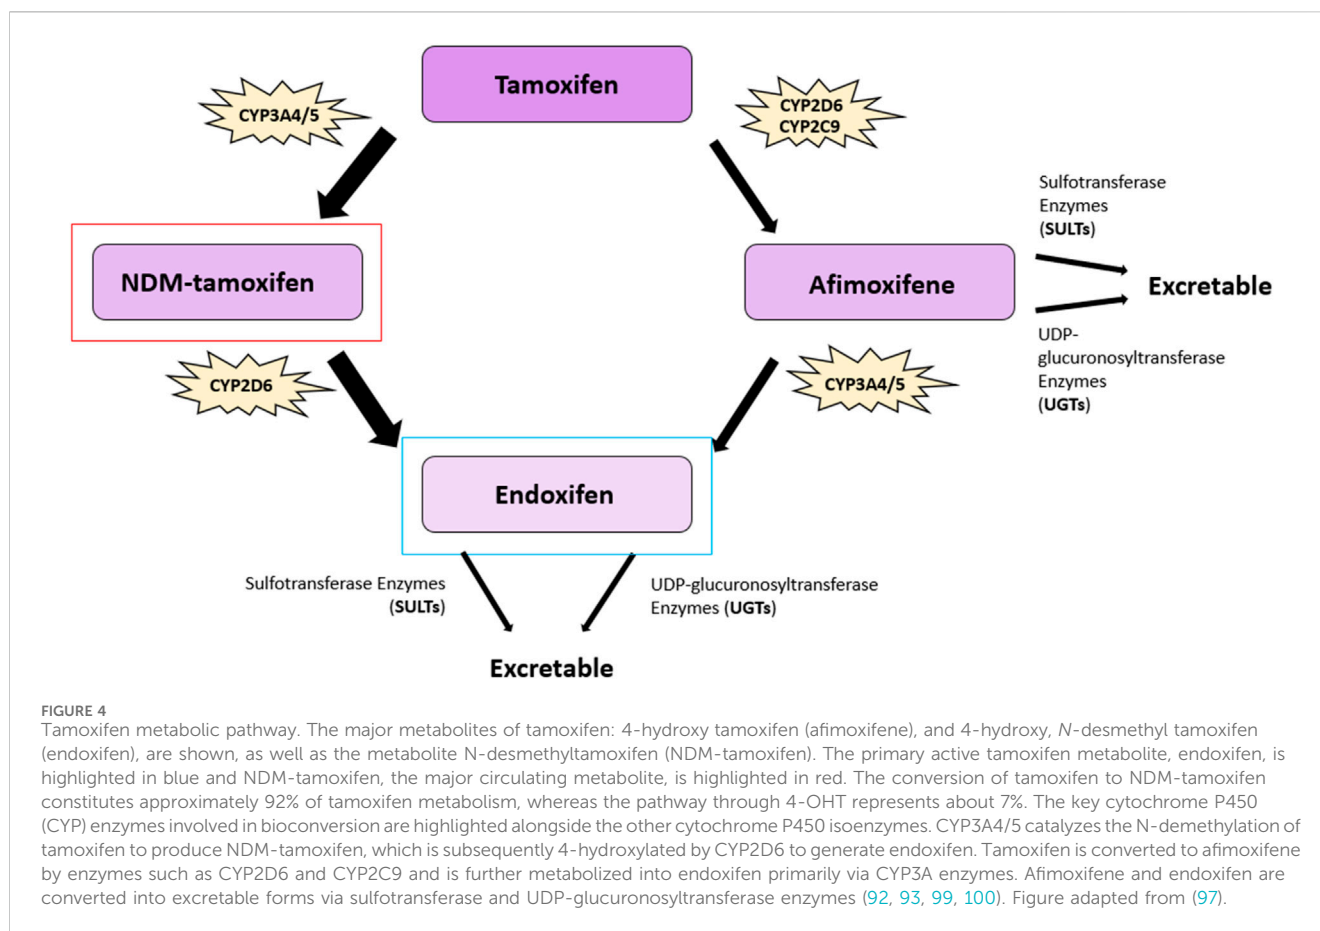 Tamoxifen
CYP3A4/5
CYP2D6
CYP2C9
Sulfotransferase
Enzymes
(SULTs)
NDM-tamoxifen
Afimoxifene
Excretable
UDP-
glucuronosyltransferase
Enzymes
(UGTs)
CYP2D6
CYP3A4/5
Endoxifen
Sulfotransferase Enzymes
(SULTs)
UDP-glucuronosyltransferase
Enzymes (UGTs)
Excretable
FIGURE 4
Tamoxifen metabolic pathway. The major metabolites of tamoxifen: 4-hydroxy tamoxifen (afimoxifene), and 4-hydroxy, N-desmethyl tamoxifen
(endoxifen), are shown, as well as the metabolite N-desmethyltamoxifen (NDM-tamoxifen). The primary active tamoxifen metabolite, endoxifen, is
highlighted in blue and NDM-tamoxifen, the major circulating metabolite, is highlighted in red. The conversion of tamoxifen to NDM-tamoxifen
constitutes approximately 92% of tamoxifen metabolism, whereas the pathway through 4-OHT represents about 7%. The key cytochrome P450
(CYP) enzymes involved in bioconversion are highlighted alongside the other cytochrome P450 isoenzymes. CYP3A4/5 catalyzes the N-demethylation of
tamoxifen to produce NDM-tamoxifen, which is subsequently 4-hydroxylated by CYP2D6 to generate endoxifen. Tamoxifen is converted to afimoxifene
by enzymes such as CYP2D6 and CYP2C9 and is further metabolized into endoxifen primarily via CYP3A enzymes. Afimoxifene and endoxifen are
converted into excretable forms via sulfotransferase and UDP-glucuronosyltransferase enzymes (92, 93, 99, 100). Figure adapted from (97).